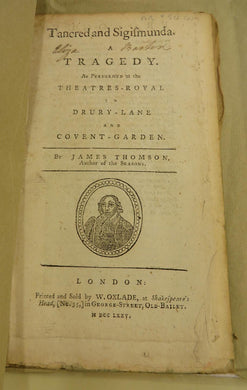 Tancred and Sigismunda.
Eliza Barton
A
TRAGEDY.
As PERFORMED at the
THEATRES-ROYAL
IN
DRURY-LANE
AND
COVENT-GARDEN.
By JAMES THOMSON,
Author of the SEASONS.
LONDON:
Printed and Sold by W. OXLADE, at Shakespeare's
Head, [No. 35,] in GEORGE-STREET, OLD-BAILEY.
M DCC LXXV.